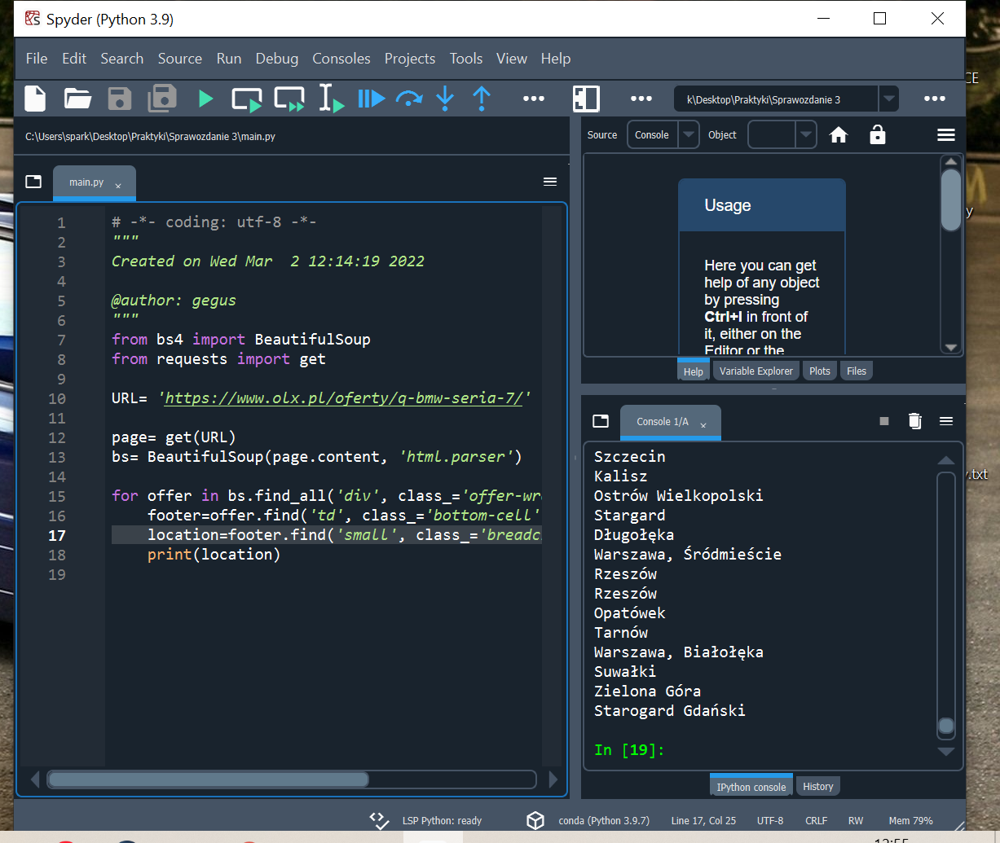 Spyder (Python 3.9)
File Edit Search Source Run Debug Consoles Projects Tools View Help
k\Desktop\Praktyki\Sprawozdanie 3
C:\Users\spark\Desktop\Praktyki\Sprawozdanie 3\main.py
main.py
1 # -*- coding: utf-8 -*-
2 """
3 Created on Wed Mar  2 12:14:19 2022
4
5 @author: gegus
6 """
7 from bs4 import BeautifulSoup
8 from requests import get
9
10 URL= 'https://www.olx.pl/oferty/q-bmw-seria-7/'
11
12 page= get(URL)
13 bs= BeautifulSoup(page.content, 'html.parser')
14
15 for offer in bs.find_all('div', class_='offer-wr
16 footer=offer.find('td', class_='bottom-cell'
17 location=footer.find('small', class_='breadc
18 print(location)
19
Source Console Object
Usage
Here you can get
help of any object
by pressing
Ctrl+I in front of
it, either on the
Editor or the
Help Variable Explorer Plots Files
Console 1/A
Szczecin
Kalisz
Ostrów Wielkopolski
Stargard
Długołęka
Warszawa, Śródmieście
Rzeszów
Rzeszów
Opatówek
Tarnów
Warszawa, Białołęka
Suwałki
Zielona Góra
Starogard Gdański
In [19]:
IPython console History
LSP Python: ready conda (Python 3.9.7) Line 17, Col 25 UTF-8 CRLF RW Mem 79%
CE
y
.txt